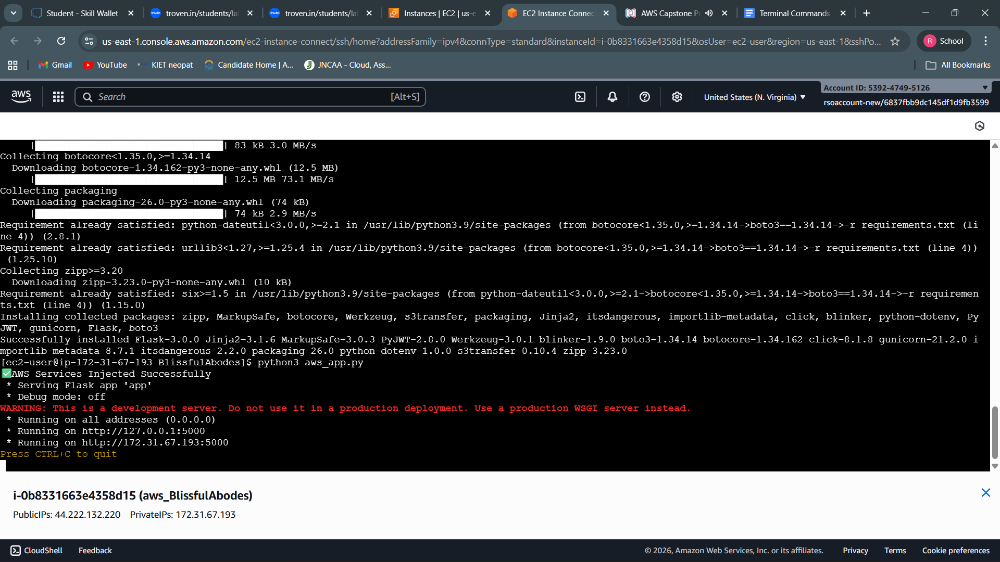 Student - Skill Wallet
troven.in/students/la
troven.in/students/la
Instances | EC2 | us-e
EC2 Instance Connec
AWS Capstone Pr
Terminal Commands
us-east-1.console.aws.amazon.com/ec2-instance-connect/ssh/home?addressFamily=ipv4&connType=standard&instanceId=i-0b8331663e4358d15&osUser=ec2-user&region=us-east-1&sshPo...
R School
Gmail
YouTube
KIET neopat
Candidate Home | A...
JNCAA - Cloud, Ass...
All Bookmarks
aws
Search
[Alt+S]
United States (N. Virginia)
Account ID: 5392-4749-5126
rsoaccount-new/6837fbb9dc145df1d9fb3599
| | 83 kB 3.0 MB/s
Collecting botocore<1.35.0,>=1.34.14
Downloading botocore-1.34.162-py3-none-any.whl (12.5 MB)
| | 12.5 MB 73.1 MB/s
Collecting packaging
Downloading packaging-26.0-py3-none-any.whl (74 kB)
| | 74 kB 2.9 MB/s
Requirement already satisfied: python-dateutil<3.0.0,>=2.1 in /usr/lib/python3.9/site-packages (from botocore<1.35.0,>=1.34.14->boto3==1.34.14->-r requirements.txt (li
ne 4)) (2.8.1)
Requirement already satisfied: urllib3<1.27,>=1.25.4 in /usr/lib/python3.9/site-packages (from botocore<1.35.0,>=1.34.14->boto3==1.34.14->-r requirements.txt (line 4))
(1.25.10)
Collecting zipp>=3.20
Downloading zipp-3.23.0-py3-none-any.whl (10 kB)
Requirement already satisfied: six>=1.5 in /usr/lib/python3.9/site-packages (from python-dateutil<3.0.0,>=2.1->botocore<1.35.0,>=1.34.14->boto3==1.34.14->-r requiremen
ts.txt (line 4)) (1.15.0)
Installing collected packages: zipp, MarkupSafe, botocore, Werkzeug, s3transfer, packaging, Jinja2, itsdangerous, importlib-metadata, click, blinker, python-dotenv, Py
JWT, gunicorn, Flask, boto3
Successfully installed Flask-3.0.0 Jinja2-3.1.6 MarkupSafe-3.0.3 PyJWT-2.8.0 Werkzeug-3.0.1 blinker-1.9.0 boto3-1.34.14 botocore-1.34.162 click-8.1.8 gunicorn-21.2.0 i
mportlib-metadata-8.7.1 itsdangerous-2.2.0 packaging-26.0 python-dotenv-1.0.0 s3transfer-0.10.4 zipp-3.23.0
[ec2-user@ip-172-31-67-193 BlissfulAbodes]$ python3 aws_app.py
✅AWS Services Injected Successfully
* Serving Flask app 'app'
* Debug mode: off
WARNING: This is a development server. Do not use it in a production deployment. Use a production WSGI server instead.
* Running on all addresses (0.0.0.0)
* Running on http://127.0.0.1:5000
* Running on http://172.31.67.193:5000
Press CTRL+C to quit
i-0b8331663e4358d15 (aws_BlissfulAbodes)
PublicIPs: 44.222.132.220 PrivateIPs: 172.31.67.193
CloudShell
Feedback
© 2026, Amazon Web Services, Inc. or its affiliates.
Privacy
Terms
Cookie preferences